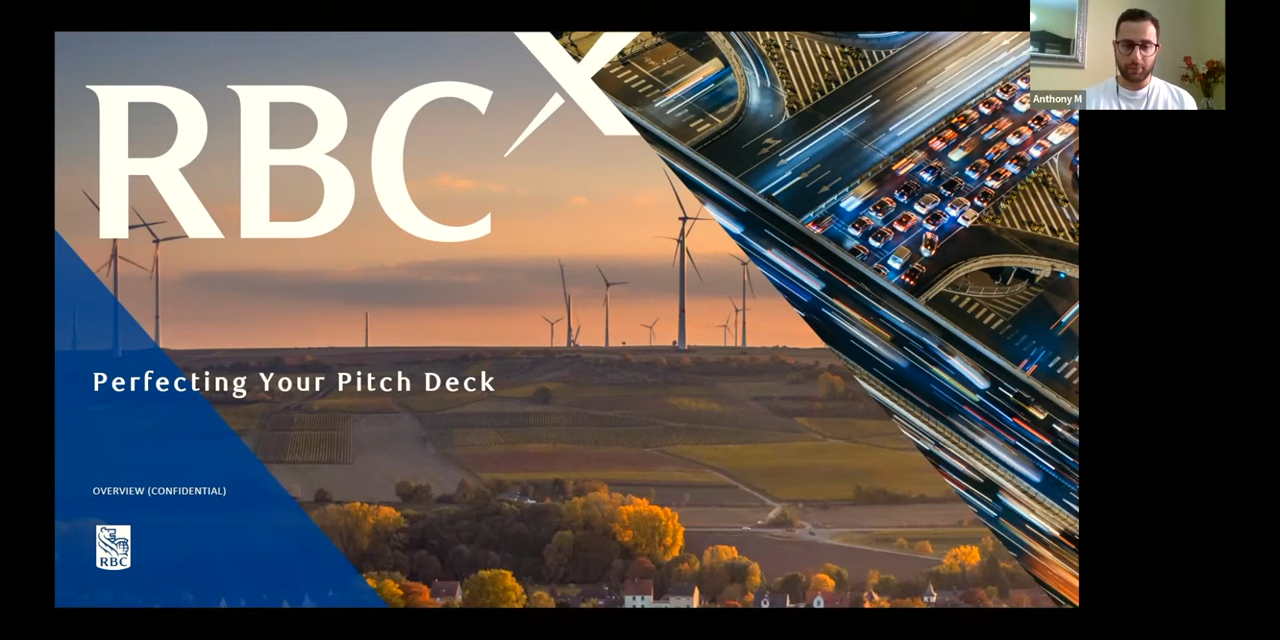 RBCx
Anthony M
Perfecting Your Pitch Deck
OVERVIEW (CONFIDENTIAL)
RBC